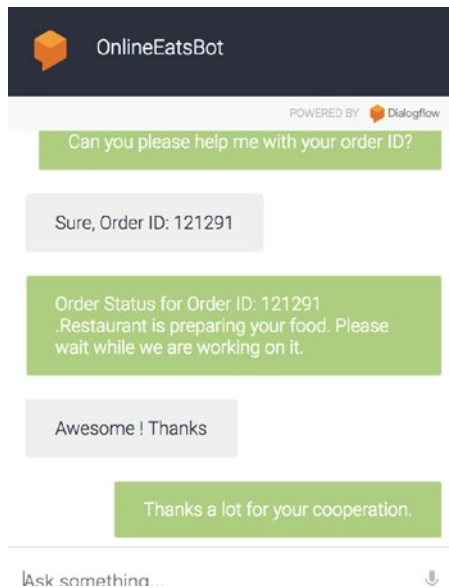 OnlineEatsBot
POWERED BY Dialogflow
Can you please help me with your order ID?
Sure, Order ID: 121291
Order Status for Order ID: 121291
.Restaurant is preparing your food. Please
wait while we are working on it.
Awesome ! Thanks
Thanks a lot for your cooperation.
Ask something...